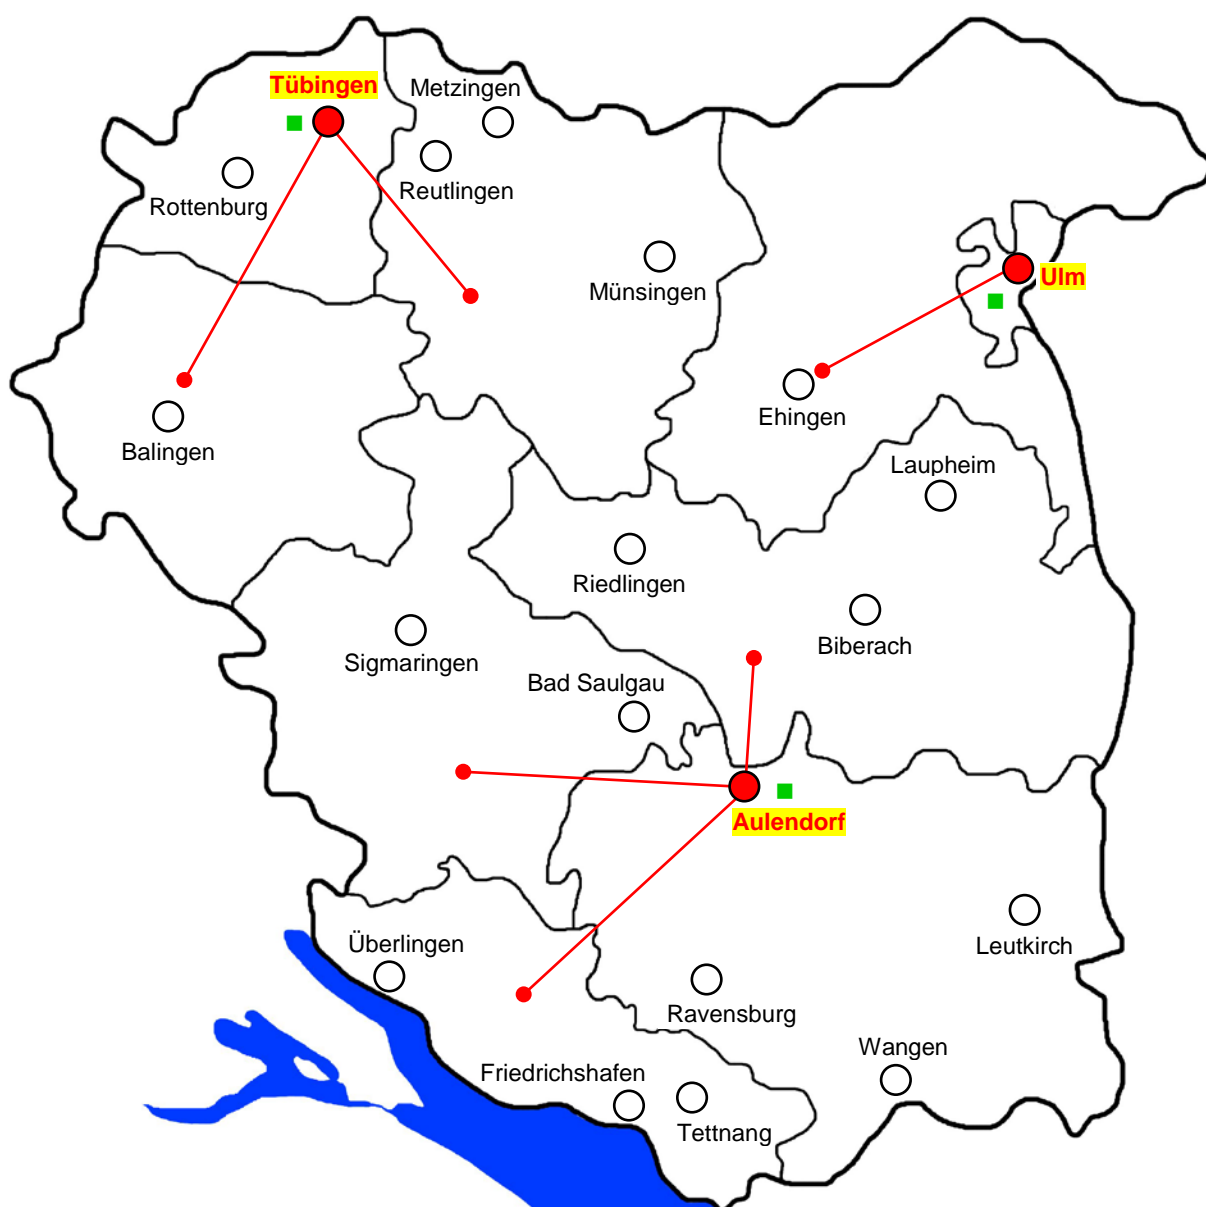 Tübingen
Metzingen
Reutlingen
Rottenburg
Ulm
Münsingen
Ehingen
Balingen
Laupheim
Riedlingen
Biberach
Sigmaringen
Bad Saulgau
Aulendorf
Überlingen
Leutkirch
Ravensburg
Wangen
Friedrichshafen
Tettnang